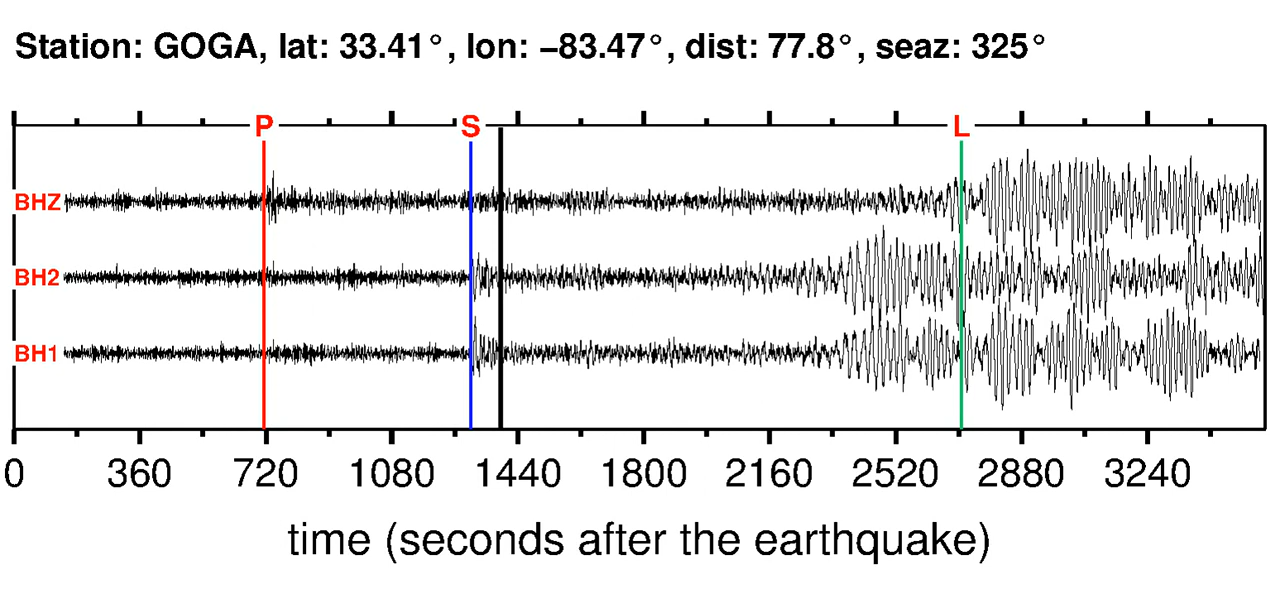 Station: GOGA, lat: 33.41°, lon: −83.47°, dist: 77.8°, seaz: 325°
P S L
BHZ
BH2
BH1
0 360 720 1080 1440 1800 2160 2520 2880 3240
time (seconds after the earthquake)